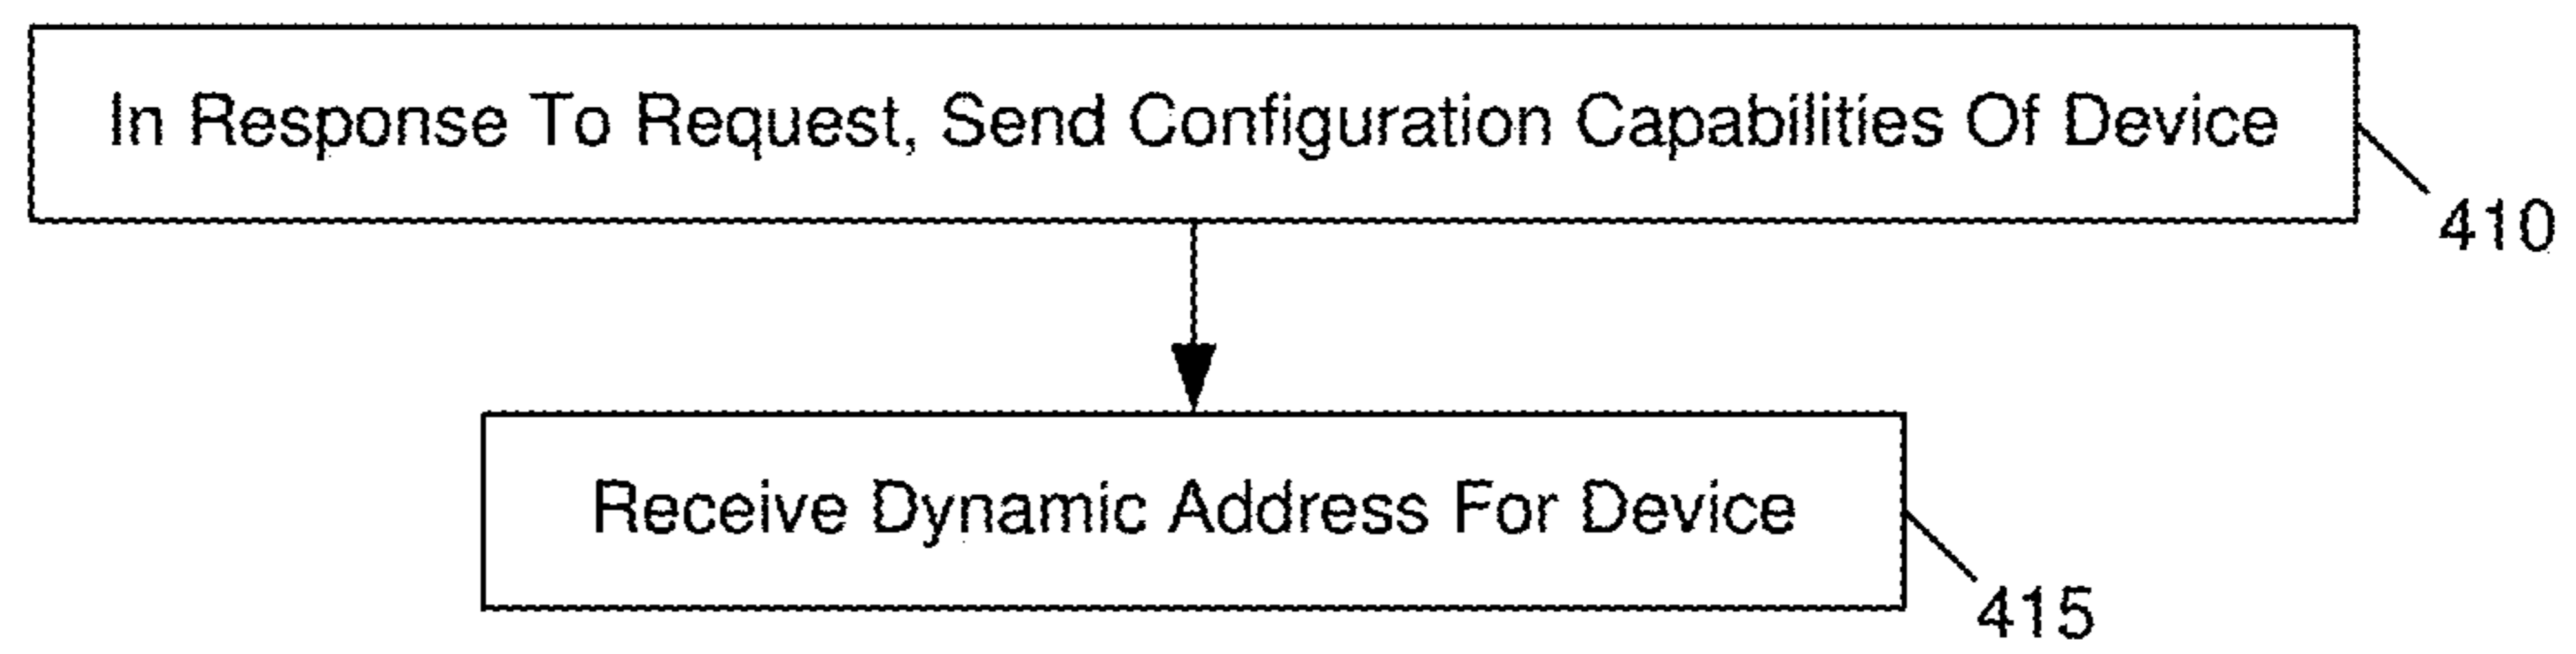 In Response To Request, Send Configuration Capabilities Of Device
410
Receive Dynamic Address For Device
415